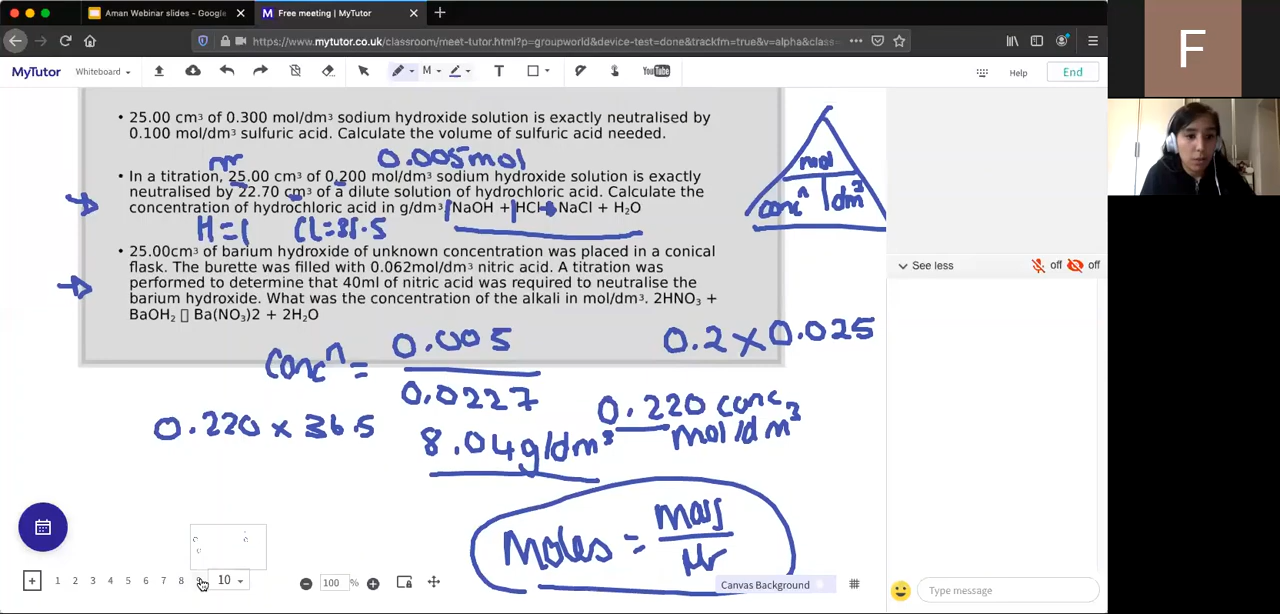 Aman Webinar slides - Google
Free meeting | MyTutor
https://www.mytutor.co.uk/classroom/meet-tutor.html?p=groupworld&device-test=done&trackfm=true&v=alpha&class
MyTutor
Whiteboard
M
T
YouTube
Help
End
F
• 25.00 cm³ of 0.300 mol/dm³ sodium hydroxide solution is exactly neutralised by
0.100 mol/dm³ sulfuric acid. Calculate the volume of sulfuric acid needed.
0.005mol
• In a titration, 25.00 cm³ of 0.200 mol/dm³ sodium hydroxide solution is exactly
neutralised by 22.70 cm³ of a dilute solution of hydrochloric acid. Calculate the
concentration of hydrochloric acid in g/dm³ NaOH + HCl NaCl + H₂O
H=1 Cl=35.5
mol
concⁿ dm³
• 25.00cm³ of barium hydroxide of unknown concentration was placed in a conical
flask. The burette was filled with 0.062mol/dm³ nitric acid. A titration was
performed to determine that 40ml of nitric acid was required to neutralise the
barium hydroxide. What was the concentration of the alkali in mol/dm³. 2HNO₃ +
BaOH₂ ▯ Ba(NO₃)2 + 2H₂O
See less
off
off
0.2 x 0.025
concⁿ = 0.005
0.0227
0.220 conc
mol/dm³
0.220 x 36.5
8.04g/dm³
Moles = mass
Mr
1 2 3 4 5 6 7 8 9 10
100 %
Canvas Background
Type message